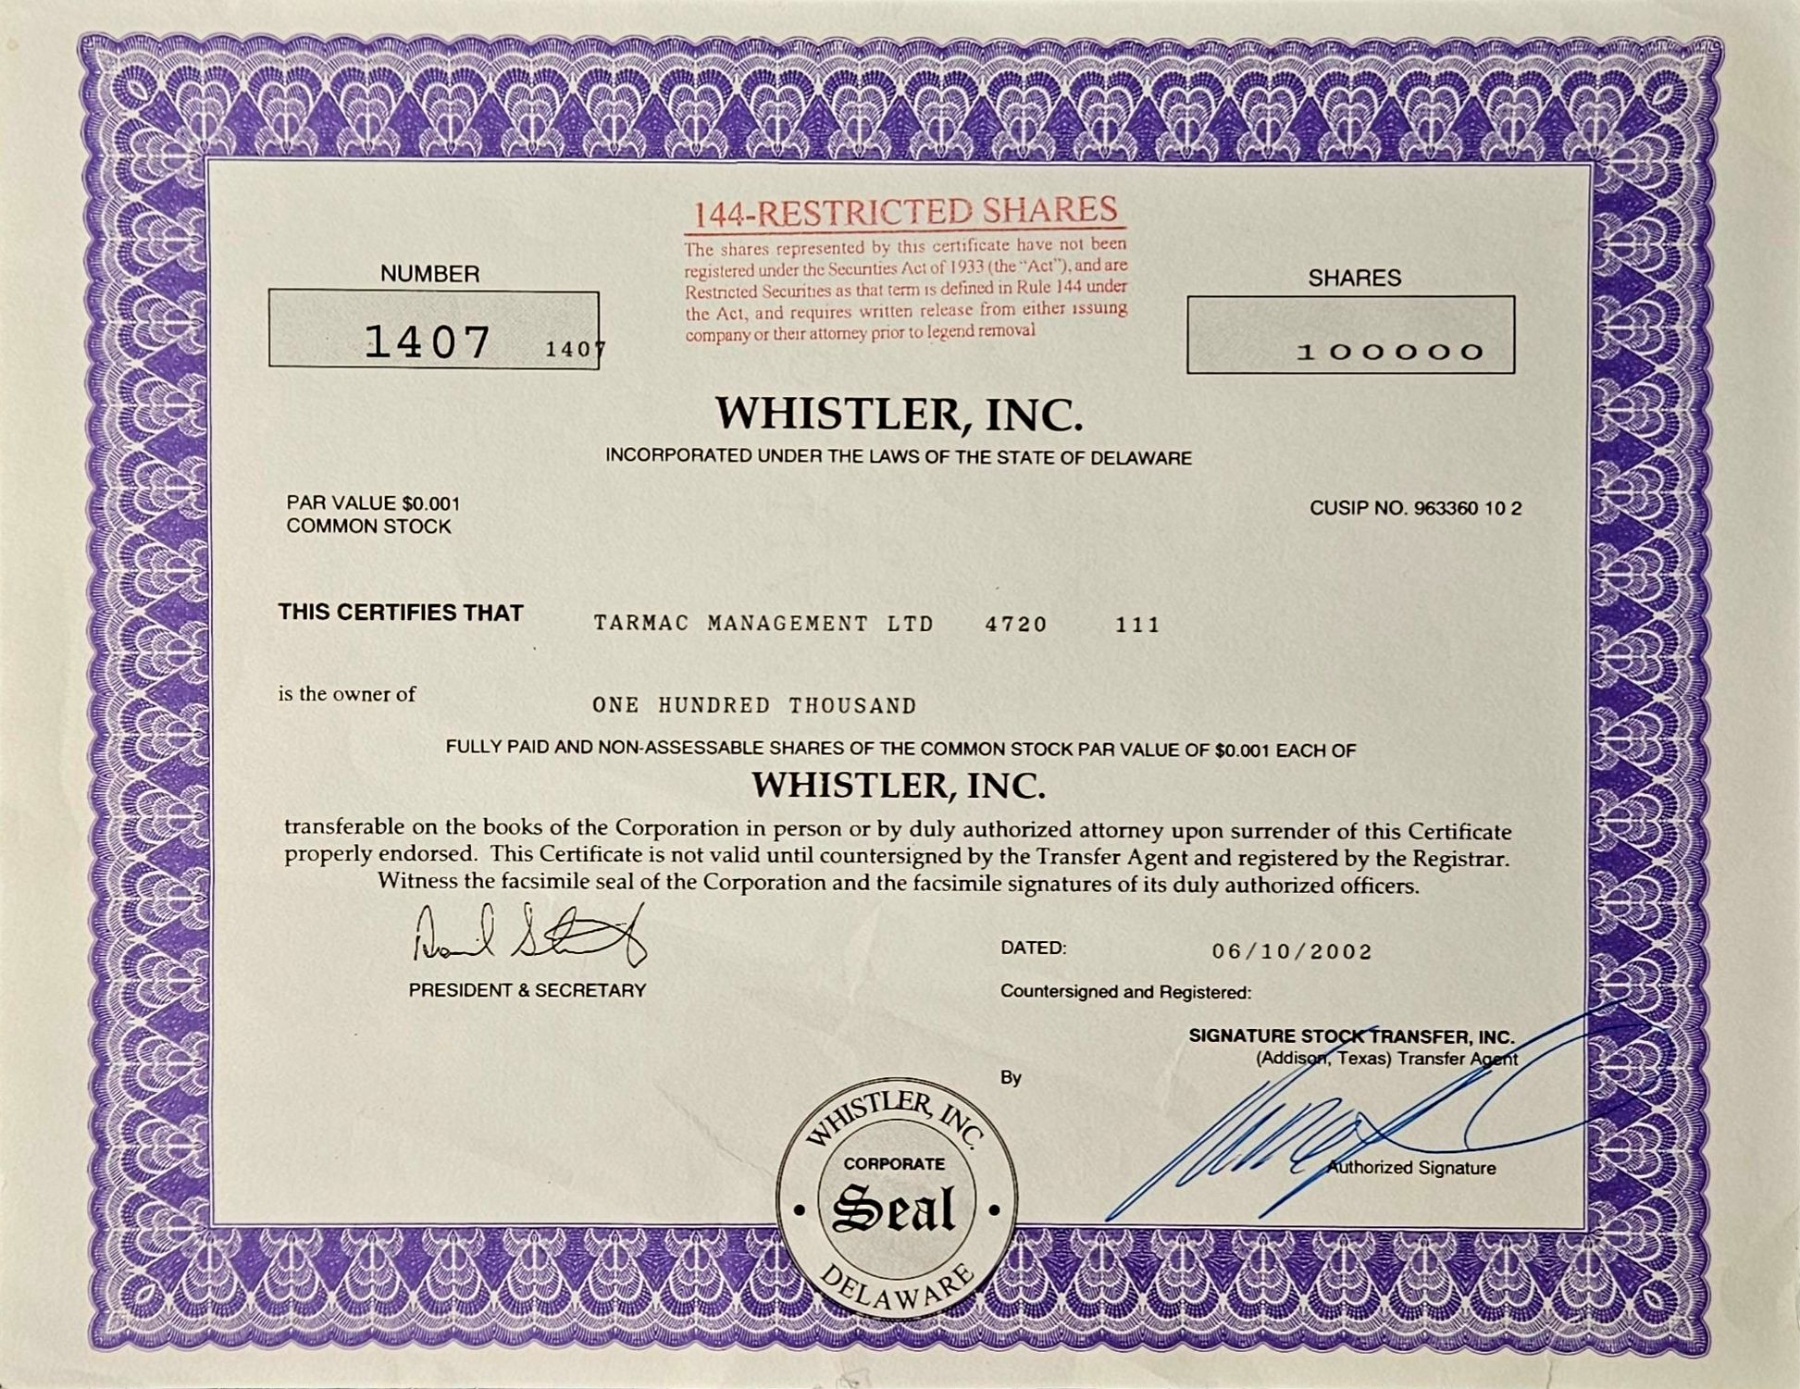 144-RESTRICTED SHARES
The shares represented by this certificate have not been
registered under the Securities Act of 1933 (the "Act"), and are
Restricted Securities as that term is defined in Rule 144 under
the Act, and requires written release from either issuing
company or their attorney prior to legend removal
NUMBER
1407 1407
SHARES
100000
WHISTLER, INC.
INCORPORATED UNDER THE LAWS OF THE STATE OF DELAWARE
PAR VALUE $0.001
COMMON STOCK
CUSIP NO. 963360 10 2
THIS CERTIFIES THAT TARMAC MANAGEMENT LTD 4720 111
is the owner of ONE HUNDRED THOUSAND
FULLY PAID AND NON-ASSESSABLE SHARES OF THE COMMON STOCK PAR VALUE OF $0.001 EACH OF
WHISTLER, INC.
transferable on the books of the Corporation in person or by duly authorized attorney upon surrender of this Certificate
properly endorsed. This Certificate is not valid until countersigned by the Transfer Agent and registered by the Registrar.
Witness the facsimile seal of the Corporation and the facsimile signatures of its duly authorized officers.
PRESIDENT & SECRETARY
DATED: 06/10/2002
Countersigned and Registered:
SIGNATURE STOCK TRANSFER, INC.
(Addison, Texas) Transfer Agent
By
Authorized Signature
WHISTLER, INC.
CORPORATE
Seal
DELAWARE